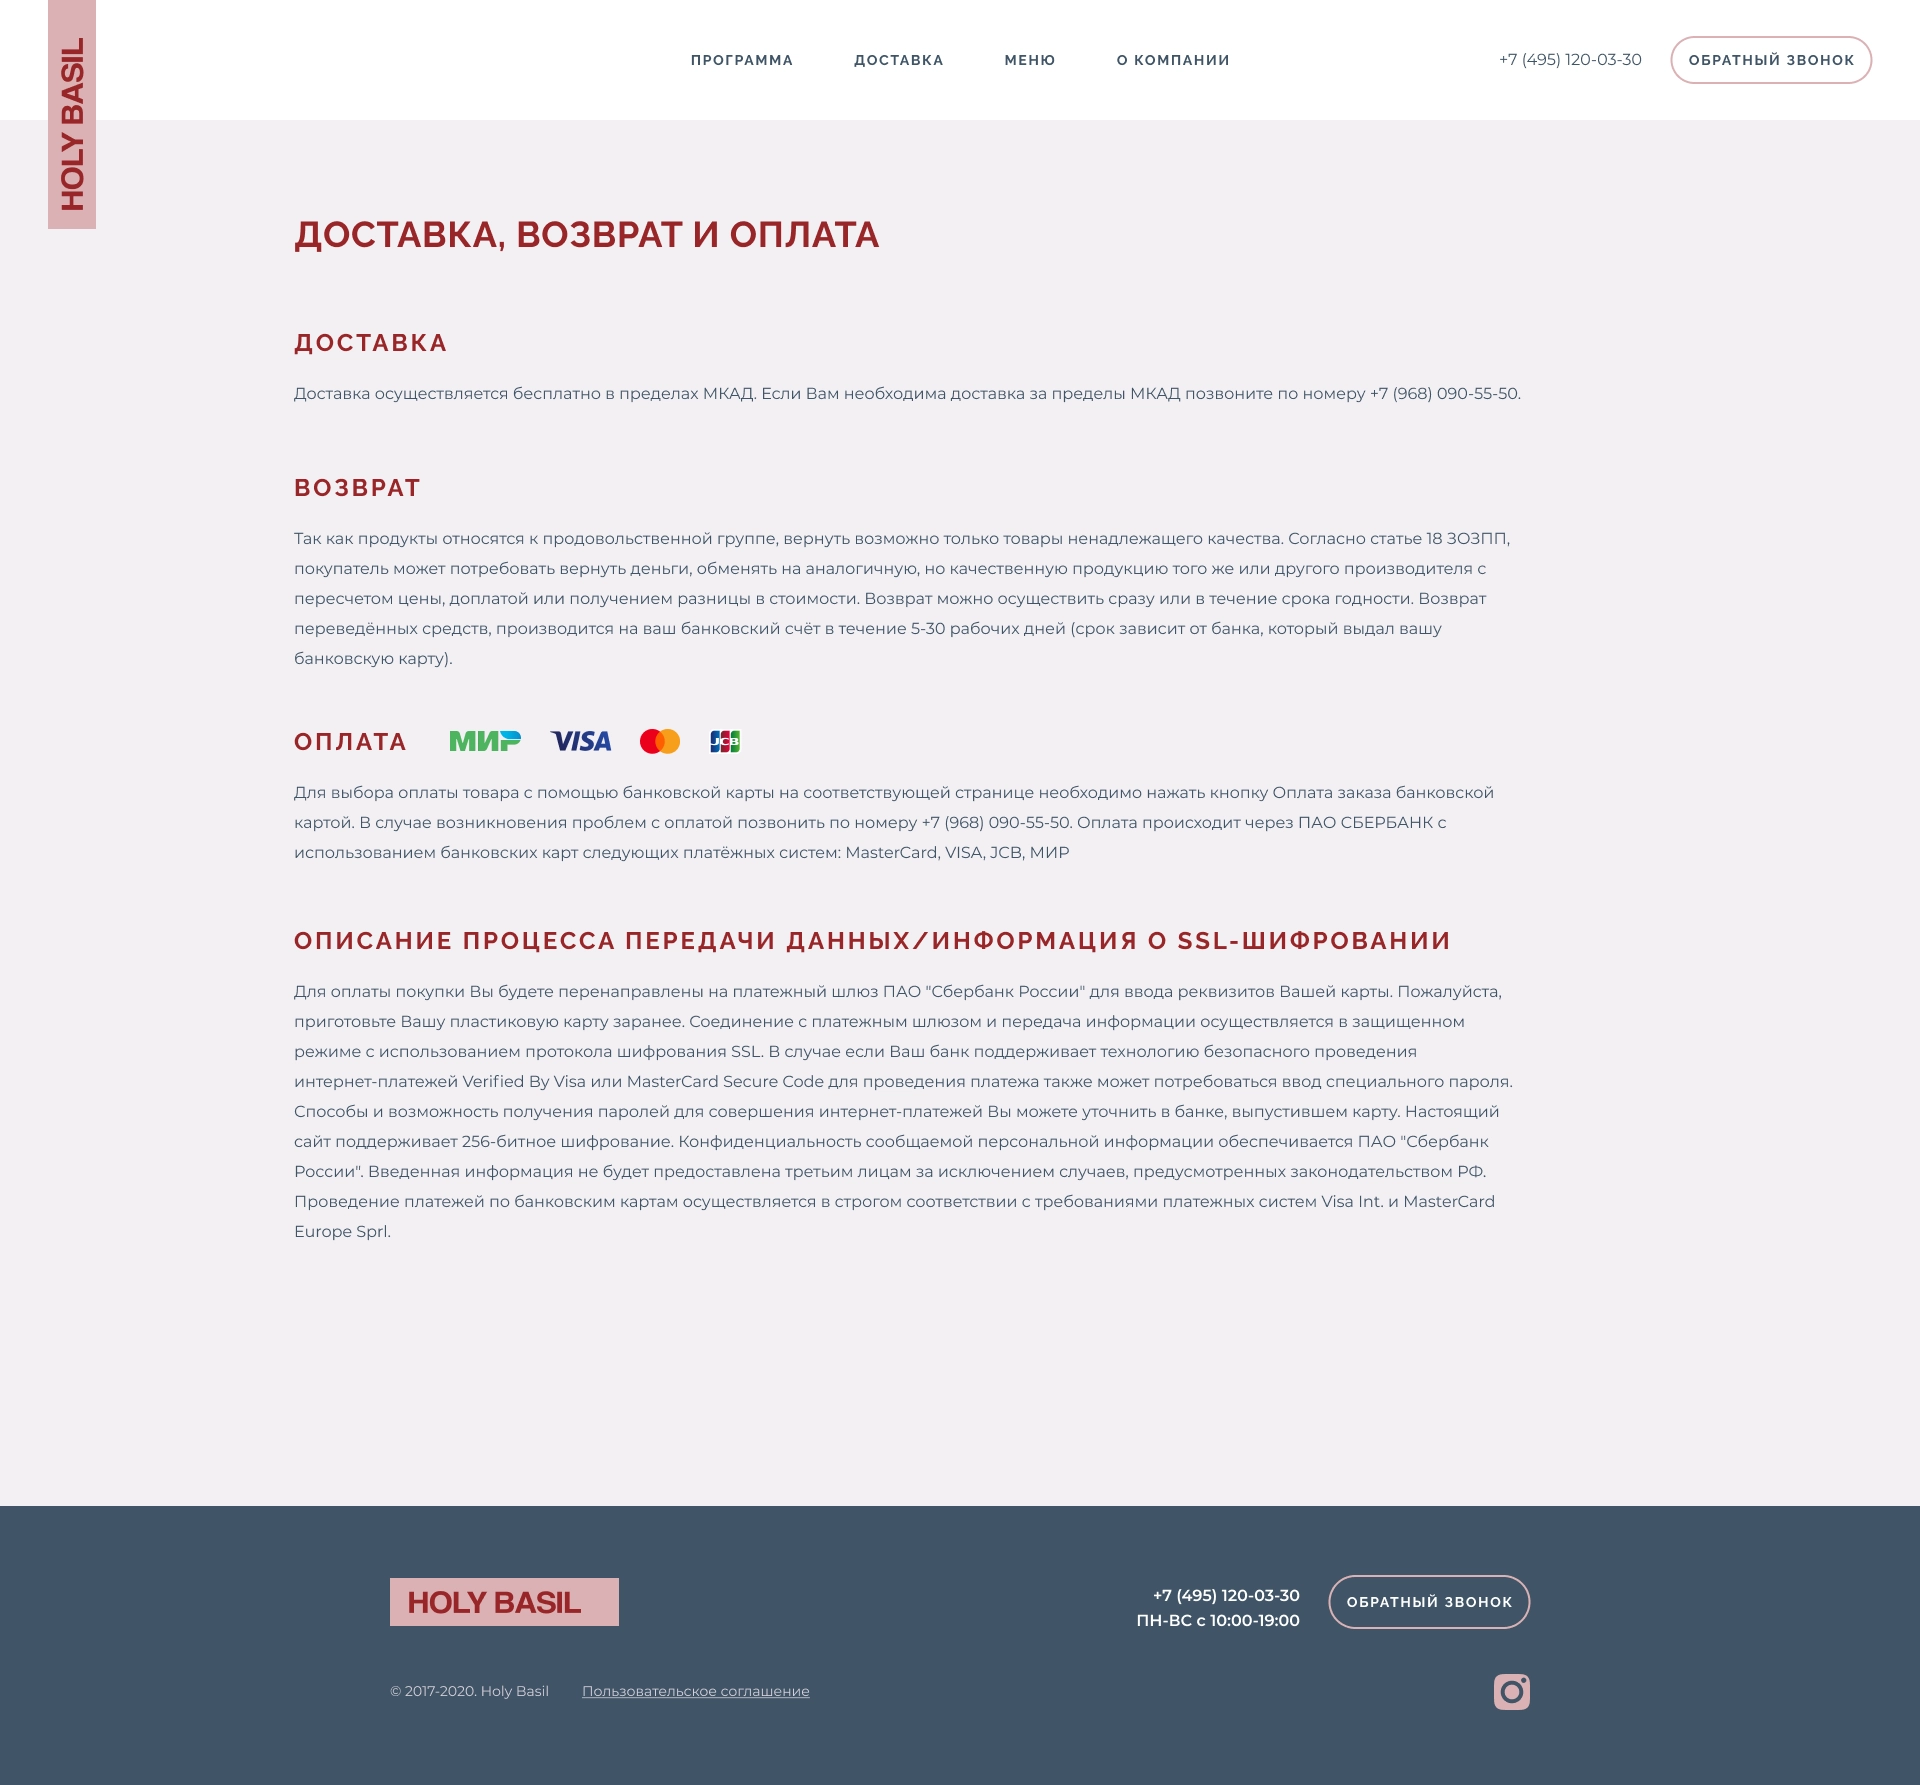 HOLY BASIL
ПРОГРАММА
ДОСТАВКА
МЕНЮ
О КОМПАНИИ
+7 (495) 120-03-30
ОБРАТНЫЙ ЗВОНОК
ДОСТАВКА, ВОЗВРАТ И ОПЛАТА
ДОСТАВКА
Доставка осуществляется бесплатно в пределах МКАД. Если Вам необходима доставка за пределы МКАД позвоните по номеру +7 (968) 090-55-50.
ВОЗВРАТ
Так как продукты относятся к продовольственной группе, вернуть возможно только товары ненадлежащего качества. Согласно статье 18 ЗОЗПП,
покупатель может потребовать вернуть деньги, обменять на аналогичную, но качественную продукцию того же или другого производителя с
пересчетом цены, доплатой или получением разницы в стоимости. Возврат можно осуществить сразу или в течение срока годности. Возврат
переведённых средств, производится на ваш банковский счёт в течение 5-30 рабочих дней (срок зависит от банка, который выдал вашу
банковскую карту).
ОПЛАТА МИР VISA JCB
Для выбора оплаты товара с помощью банковской карты на соответствующей странице необходимо нажать кнопку Оплата заказа банковской
картой. В случае возникновения проблем с оплатой позвонить по номеру +7 (968) 090-55-50. Оплата происходит через ПАО СБЕРБАНК с
использованием банковских карт следующих платёжных систем: MasterCard, VISA, JCB, МИР
ОПИСАНИЕ ПРОЦЕССА ПЕРЕДАЧИ ДАННЫХ/ИНФОРМАЦИЯ О SSL-ШИФРОВАНИИ
Для оплаты покупки Вы будете перенаправлены на платежный шлюз ПАО "Сбербанк России" для ввода реквизитов Вашей карты. Пожалуйста,
приготовьте Вашу пластиковую карту заранее. Соединение с платежным шлюзом и передача информации осуществляется в защищенном
режиме с использованием протокола шифрования SSL. В случае если Ваш банк поддерживает технологию безопасного проведения
интернет-платежей Verified By Visa или MasterCard Secure Code для проведения платежа также может потребоваться ввод специального пароля.
Способы и возможность получения паролей для совершения интернет-платежей Вы можете уточнить в банке, выпустившем карту. Настоящий
сайт поддерживает 256-битное шифрование. Конфиденциальность сообщаемой персональной информации обеспечивается ПАО "Сбербанк
России". Введенная информация не будет предоставлена третьим лицам за исключением случаев, предусмотренных законодательством РФ.
Проведение платежей по банковским картам осуществляется в строгом соответствии с требованиями платежных систем Visa Int. и MasterCard
Europe Sprl.
HOLY BASIL
+7 (495) 120-03-30
ПН-ВС с 10:00-19:00
ОБРАТНЫЙ ЗВОНОК
© 2017-2020. Holy Basil
Пользовательское соглашение